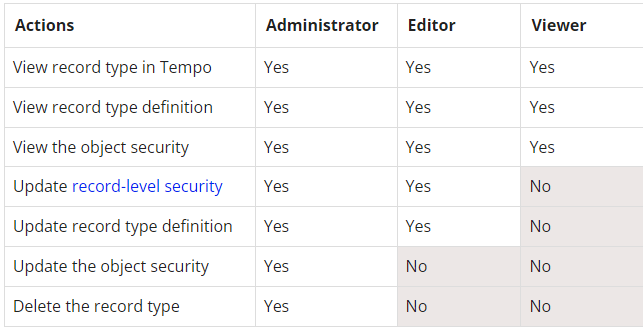 Actions Administrator Editor Viewer
View record type in Tempo Yes Yes Yes
View record type definition Yes Yes Yes
View the object security Yes Yes Yes
Update record-level security Yes Yes No
Update record type definition Yes Yes No
Update the object security Yes No No
Delete the record type Yes No No